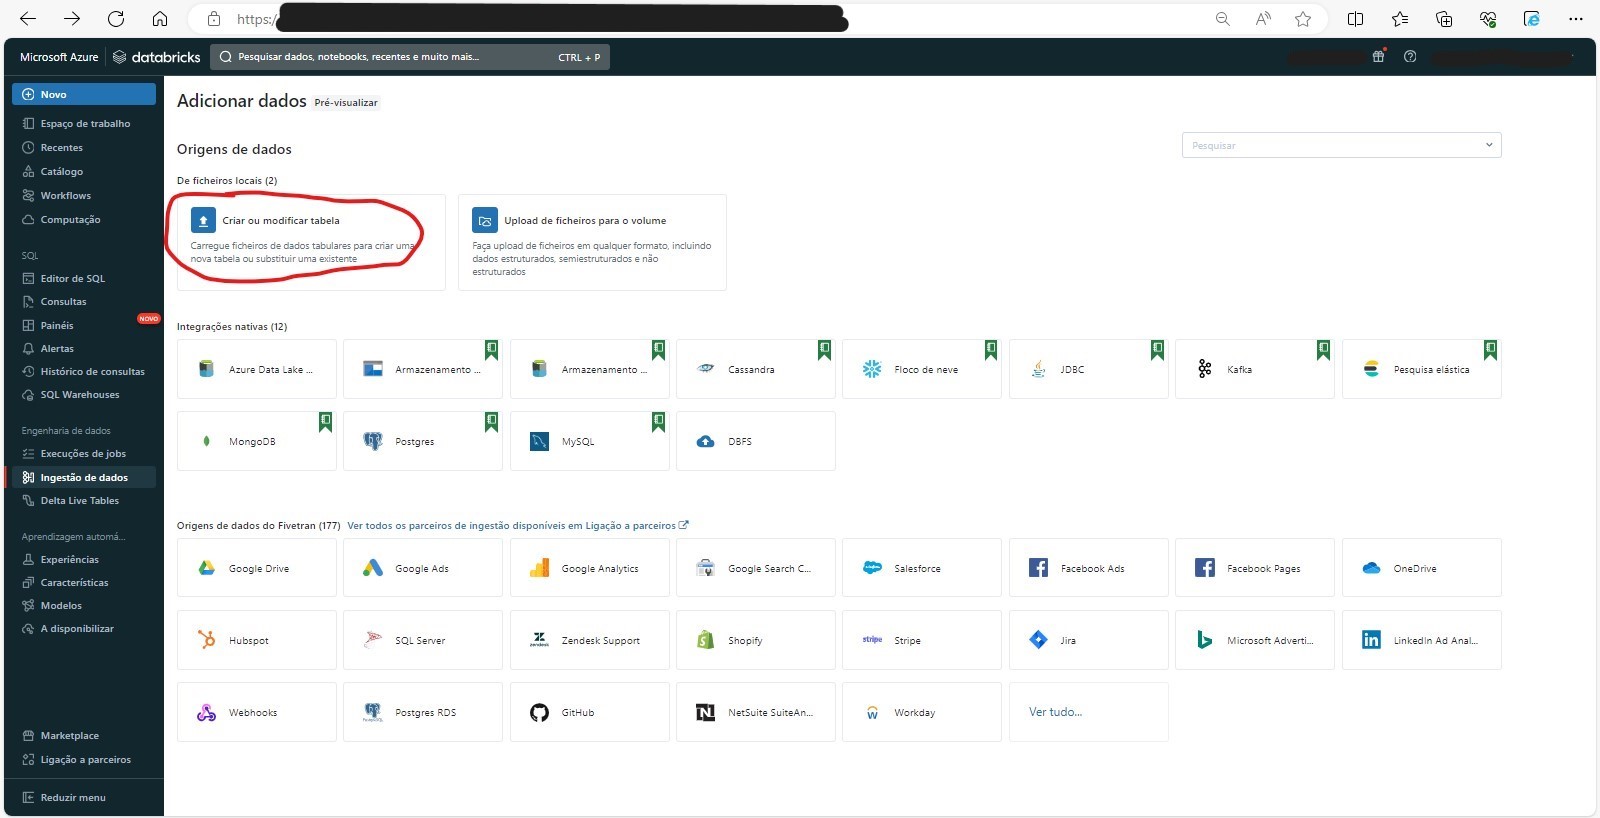 https:/
Microsoft Azure
databricks
Pesquisar dados, notebooks, recentes e muito mais...
CTRL + P
Novo
Espaço de trabalho
Recentes
Catálogo
Workflows
Computação
SQL
Editor de SQL
Consultas
Painéis
NOVO
Alertas
Histórico de consultas
SQL Warehouses
Engenharia de dados
Execuções de jobs
Ingestão de dados
Delta Live Tables
Aprendizagem automá...
Experiências
Características
Modelos
A disponibilizar
Marketplace
Ligação a parceiros
Reduzir menu
Adicionar dados
Pré-visualizar
Origens de dados
Pesquisar
De ficheiros locais (2)
Criar ou modificar tabela
Carregue ficheiros de dados tabulares para criar uma
nova tabela ou substituir uma existente
Upload de ficheiros para o volume
Faça upload de ficheiros em qualquer formato, incluindo
dados estruturados, semiestruturados e não
estruturados
Integrações nativas (12)
Azure Data Lake ...
Armazenamento ...
Armazenamento ...
Cassandra
Floco de neve
JDBC
Kafka
Pesquisa elástica
MongoDB
Postgres
MySQL
DBFS
Origens de dados do Fivetran (177)
Ver todos os parceiros de ingestão disponíveis em Ligação a parceiros
Google Drive
Google Ads
Google Analytics
Google Search C...
Salesforce
Facebook Ads
Facebook Pages
OneDrive
Hubspot
SQL Server
zendesk
Zendesk Support
Shopify
stripe
Stripe
Jira
Microsoft Adverti...
LinkedIn Ad Anal...
Webhooks
Postgres RDS
GitHub
NetSuite SuiteAn...
Workday
Ver tudo...